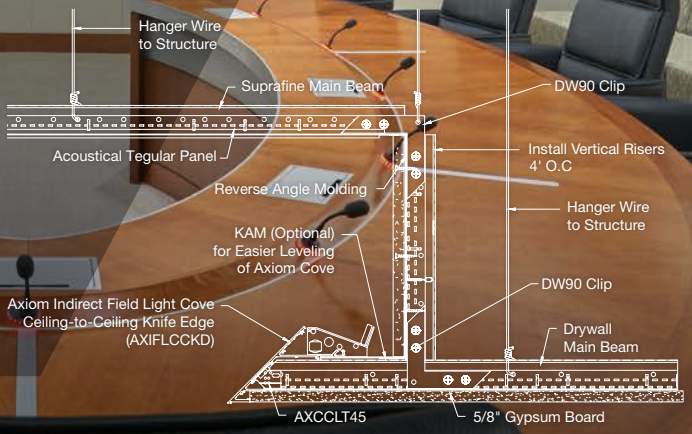 Hanger Wire
to Structure
Suprafine Main Beam
DW90 Clip
Acoustical Tegular Panel
Install Vertical Risers
4' O.C
Reverse Angle Molding
Hanger Wire
to Structure
KAM (Optional)
for Easier Leveling
of Axiom Cove
DW90 Clip
Axiom Indirect Field Light Cove
Ceiling-to-Ceiling Knife Edge
(AXIFLCCKD)
Drywall
Main Beam
AXCCLT45
5/8" Gypsum Board